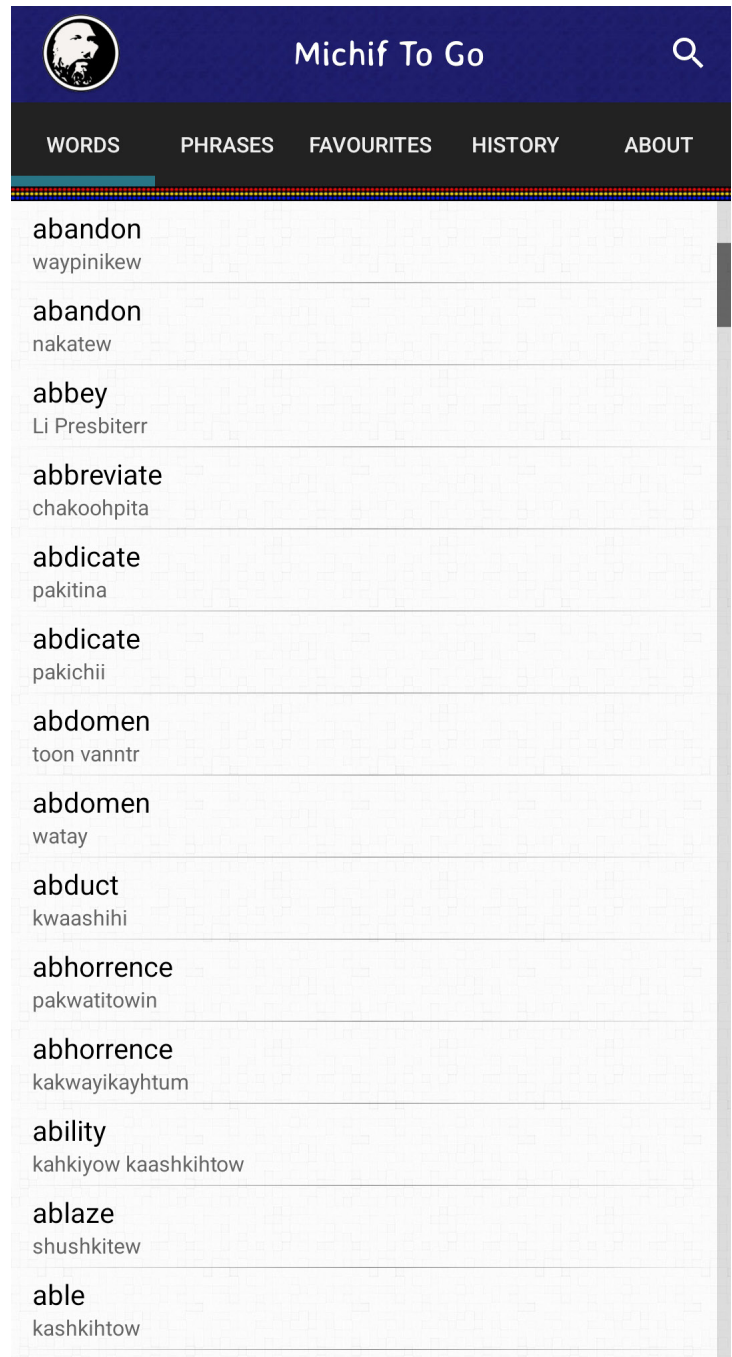 Michif To Go
WORDS PHRASES FAVOURITES HISTORY ABOUT
abandon
waypinikew
abandon
nakatew
abbey
Li Presbiterr
abbreviate
chakoohpita
abdicate
pakitina
abdicate
pakichii
abdomen
toon vanntr
abdomen
watay
abduct
kwaashihi
abhorrence
pakwatitowin
abhorrence
kakwayikayhtum
ability
kahkiyow kaashkihtow
ablaze
shushkitew
able
kashkihtow